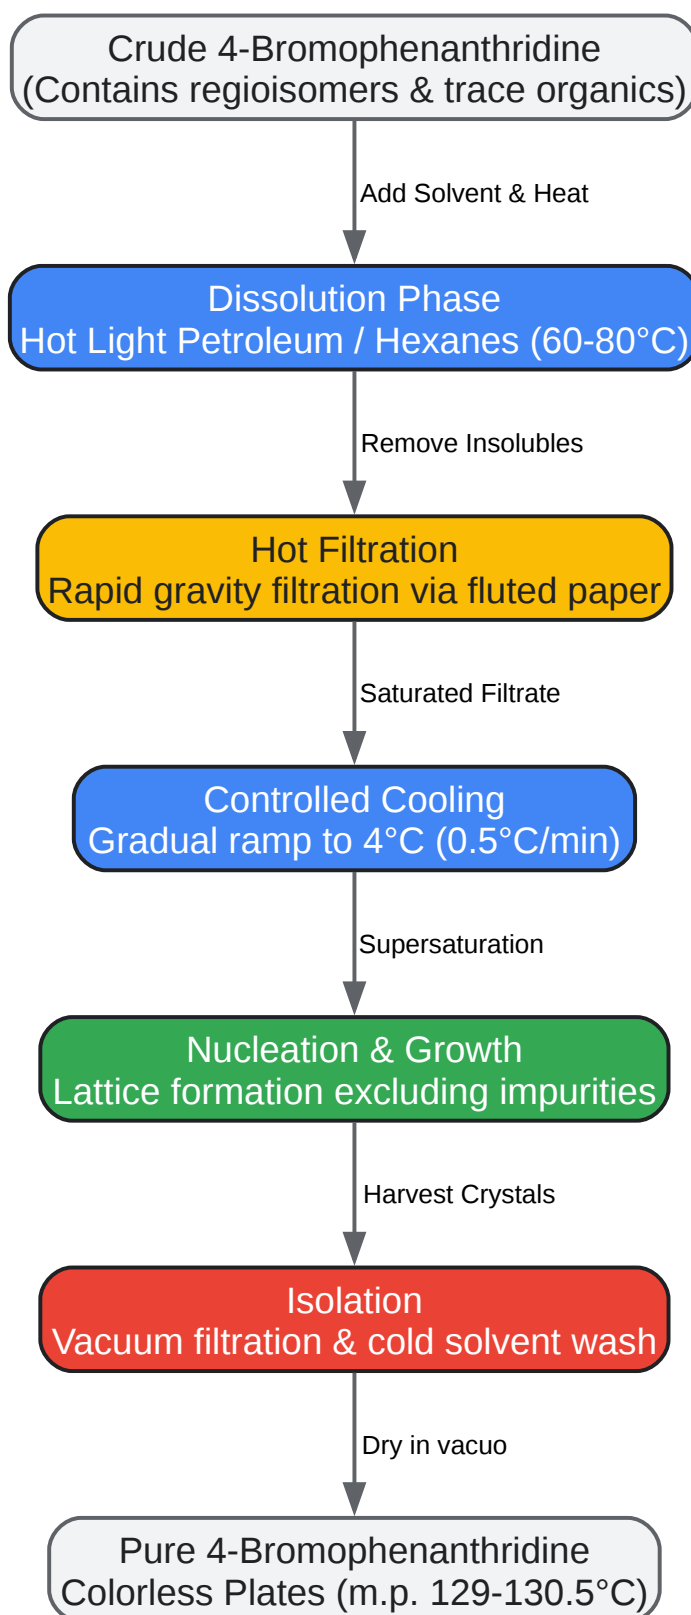 Crude 4-Bromophenanthridine
(Contains regioisomers & trace organics)
Add Solvent & Heat
Dissolution Phase
Hot Light Petroleum / Hexanes (60-80°C)
Remove Insolubles
Hot Filtration
Rapid gravity filtration via fluted paper
Saturated Filtrate
Controlled Cooling
Gradual ramp to 4°C (0.5°C/min)
Supersaturation
Nucleation & Growth
Lattice formation excluding impurities
Harvest Crystals
Isolation
Vacuum filtration & cold solvent wash
Dry in vacuo
Pure 4-Bromophenanthridine
Colorless Plates (m.p. 129-130.5°C)